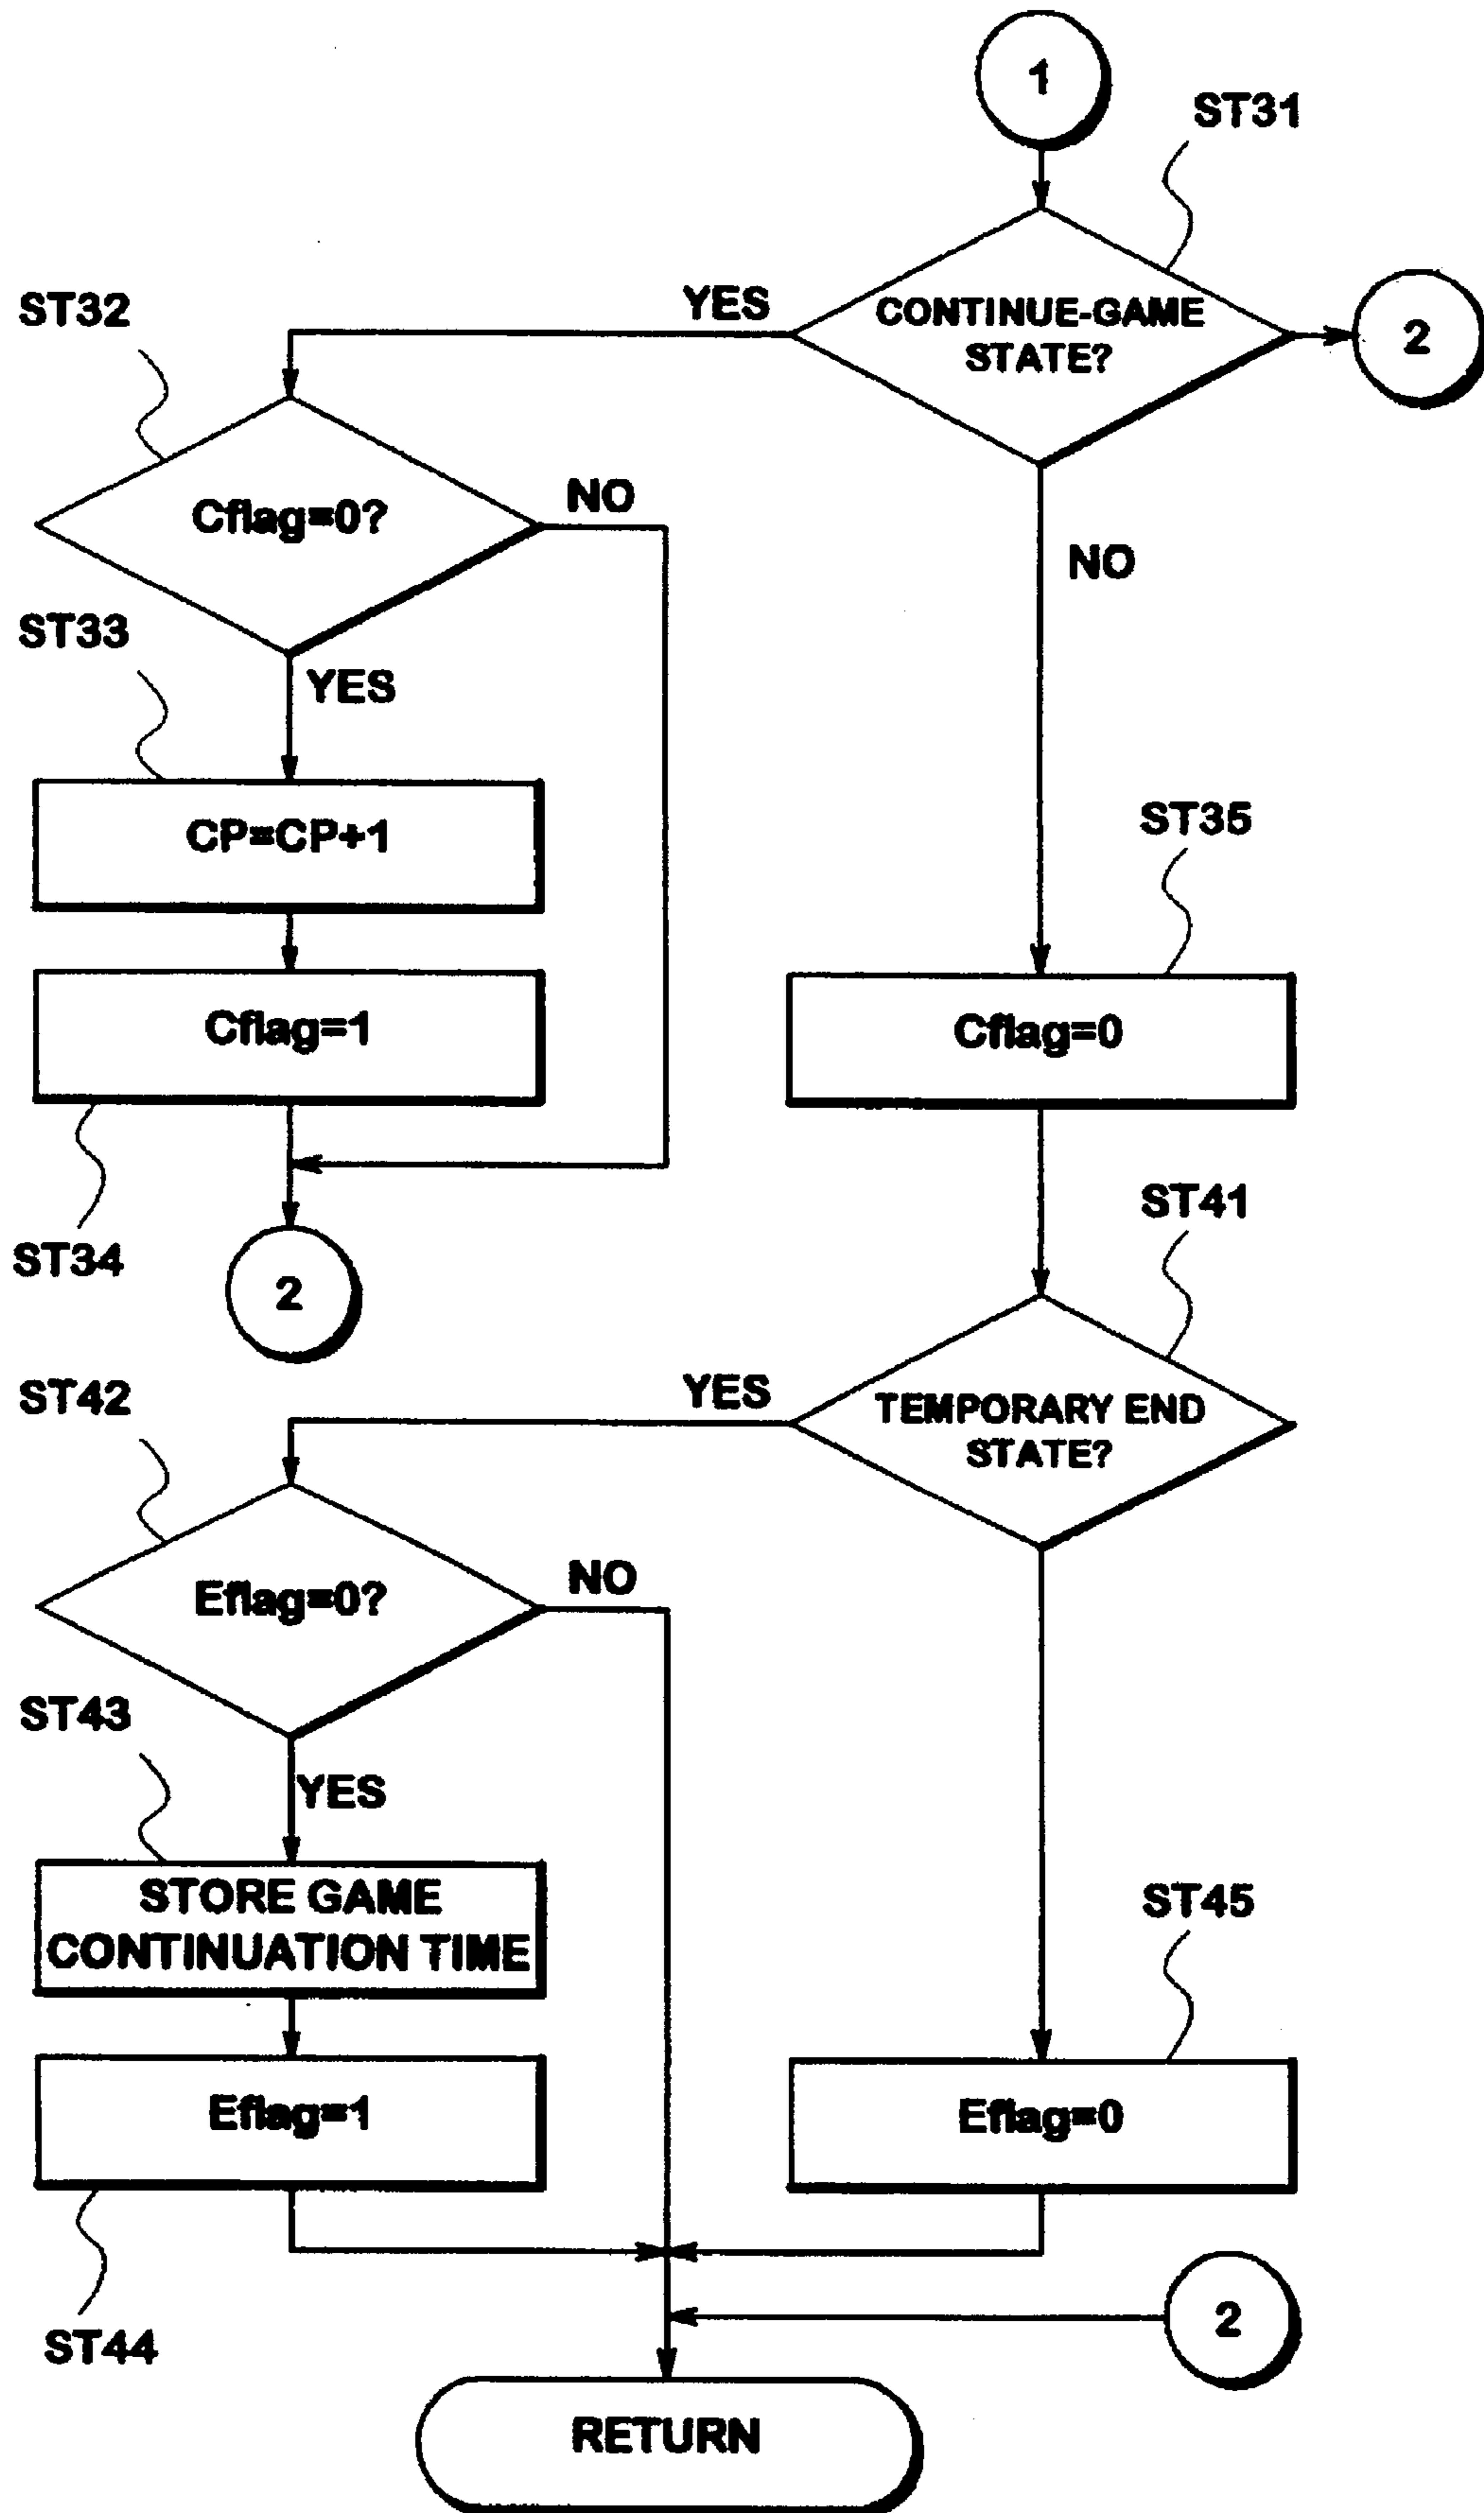 1
ST31
ST32
YES
CONTINUE-GAME
STATE?
2
Cflag=0?
NO
NO
ST33
YES
CP=CP+1
ST35
Cflag=1
Cflag=0
ST34
2
ST41
ST42
YES
TEMPORARY END
STATE?
Eflag=0?
NO
ST43
YES
STORE GAME
CONTINUATION TIME
ST45
Eflag=1
Eflag=0
ST44
2
RETURN